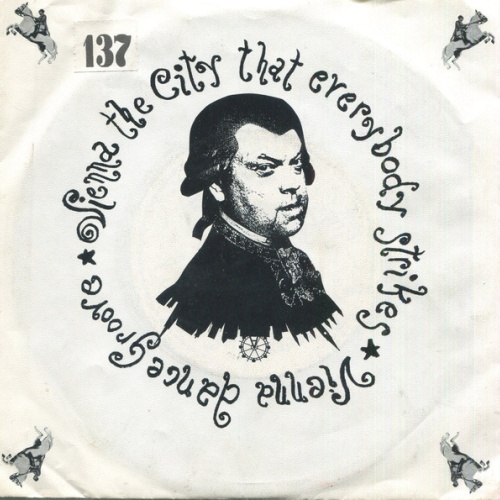 137
Vienna the City that everybody strikes ★
Vienna dance Groove ★